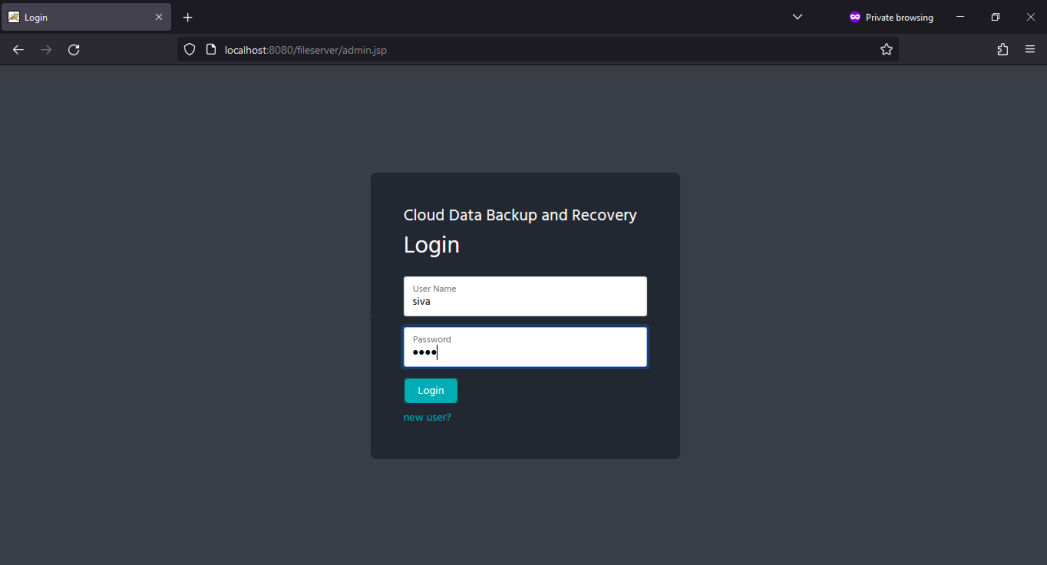 Login
Private browsing
localhost:8080/fileserver/admin.jsp
Cloud Data Backup and Recovery
Login
User Name
siva
Password
••••
Login
new user?